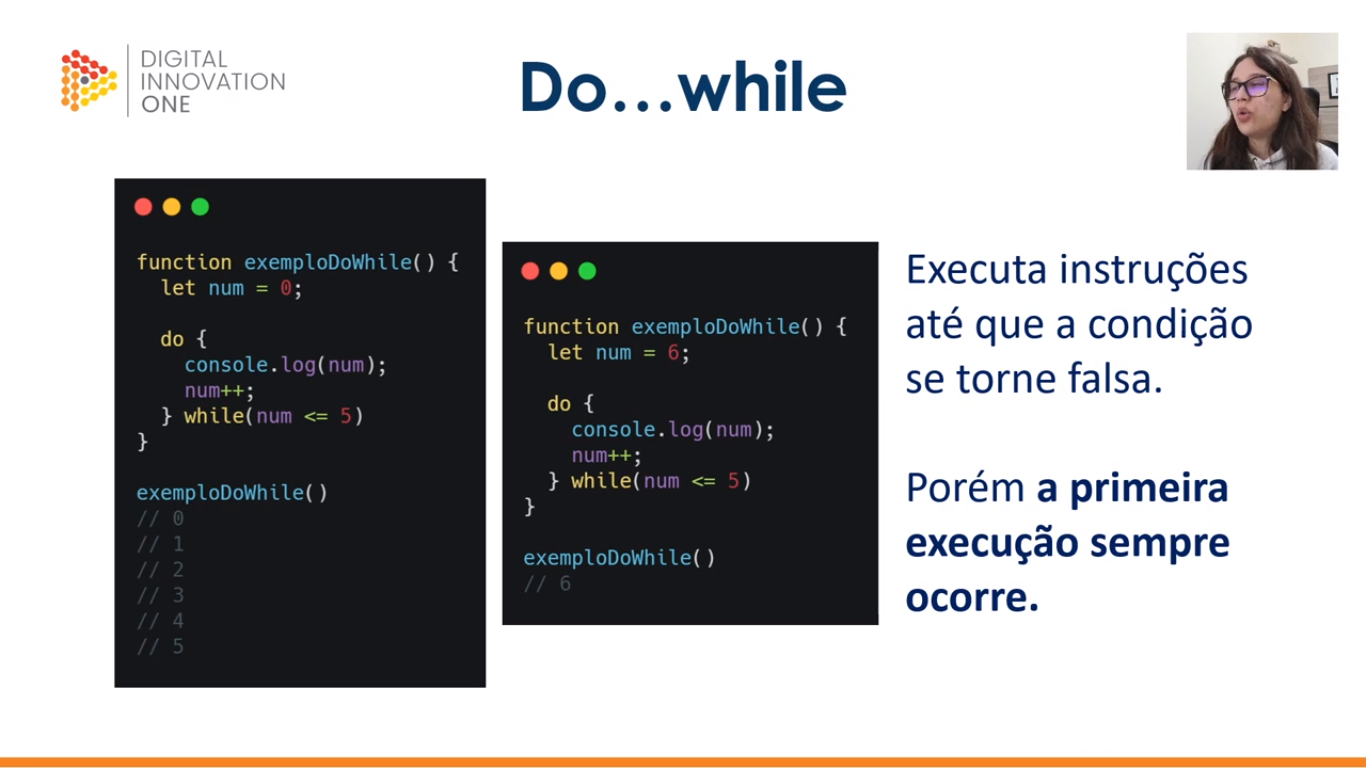 DIGITAL
INNOVATION
ONE
Do...while
function exemploDoWhile() {
let num = 0;
do {
console.log(num);
num++;
} while(num <= 5)
}
exemploDoWhile()
// 0
// 1
// 2
// 3
// 4
// 5
function exemploDoWhile() {
let num = 6;
do {
console.log(num);
num++;
} while(num <= 5)
}
exemploDoWhile()
// 6
Executa instruções
até que a condição
se torne falsa.
Porém a primeira
execução sempre
ocorre.